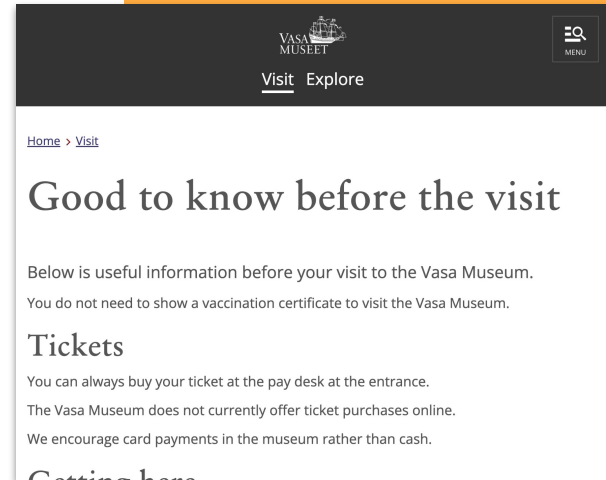 VASA
MUSEET
MENU
Visit Explore
Home > Visit
Good to know before the visit
Below is useful information before your visit to the Vasa Museum.
You do not need to show a vaccination certificate to visit the Vasa Museum.
Tickets
You can always buy your ticket at the pay desk at the entrance.
The Vasa Museum does not currently offer ticket purchases online.
We encourage card payments in the museum rather than cash.
Getting here